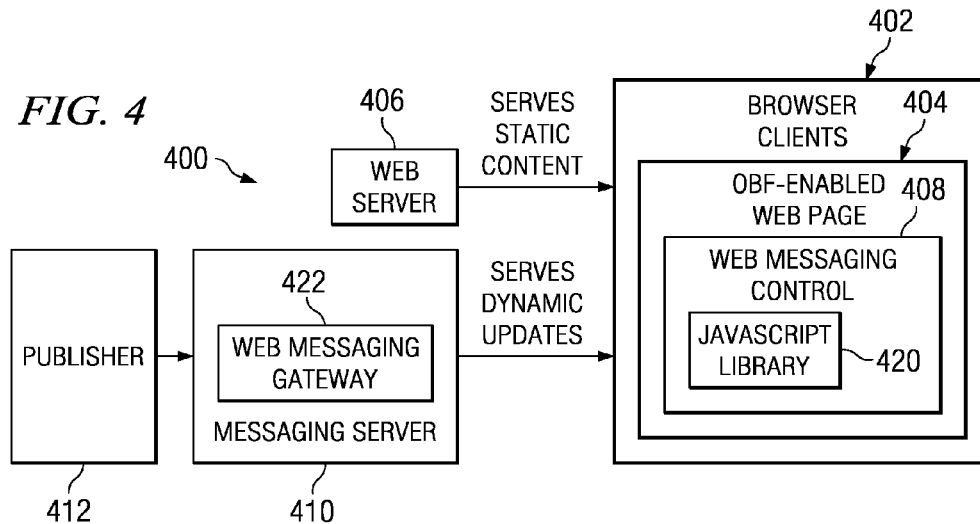 FIG. 4
400
406
WEB
SERVER
SERVES
STATIC
CONTENT
402
BROWSER
CLIENTS
404
OBF-ENABLED
WEB PAGE
408
WEB MESSAGING
CONTROL
JAVASCRIPT
LIBRARY
420
PUBLISHER
412
422
WEB MESSAGING
GATEWAY
MESSAGING SERVER
410
SERVES
DYNAMIC
UPDATES